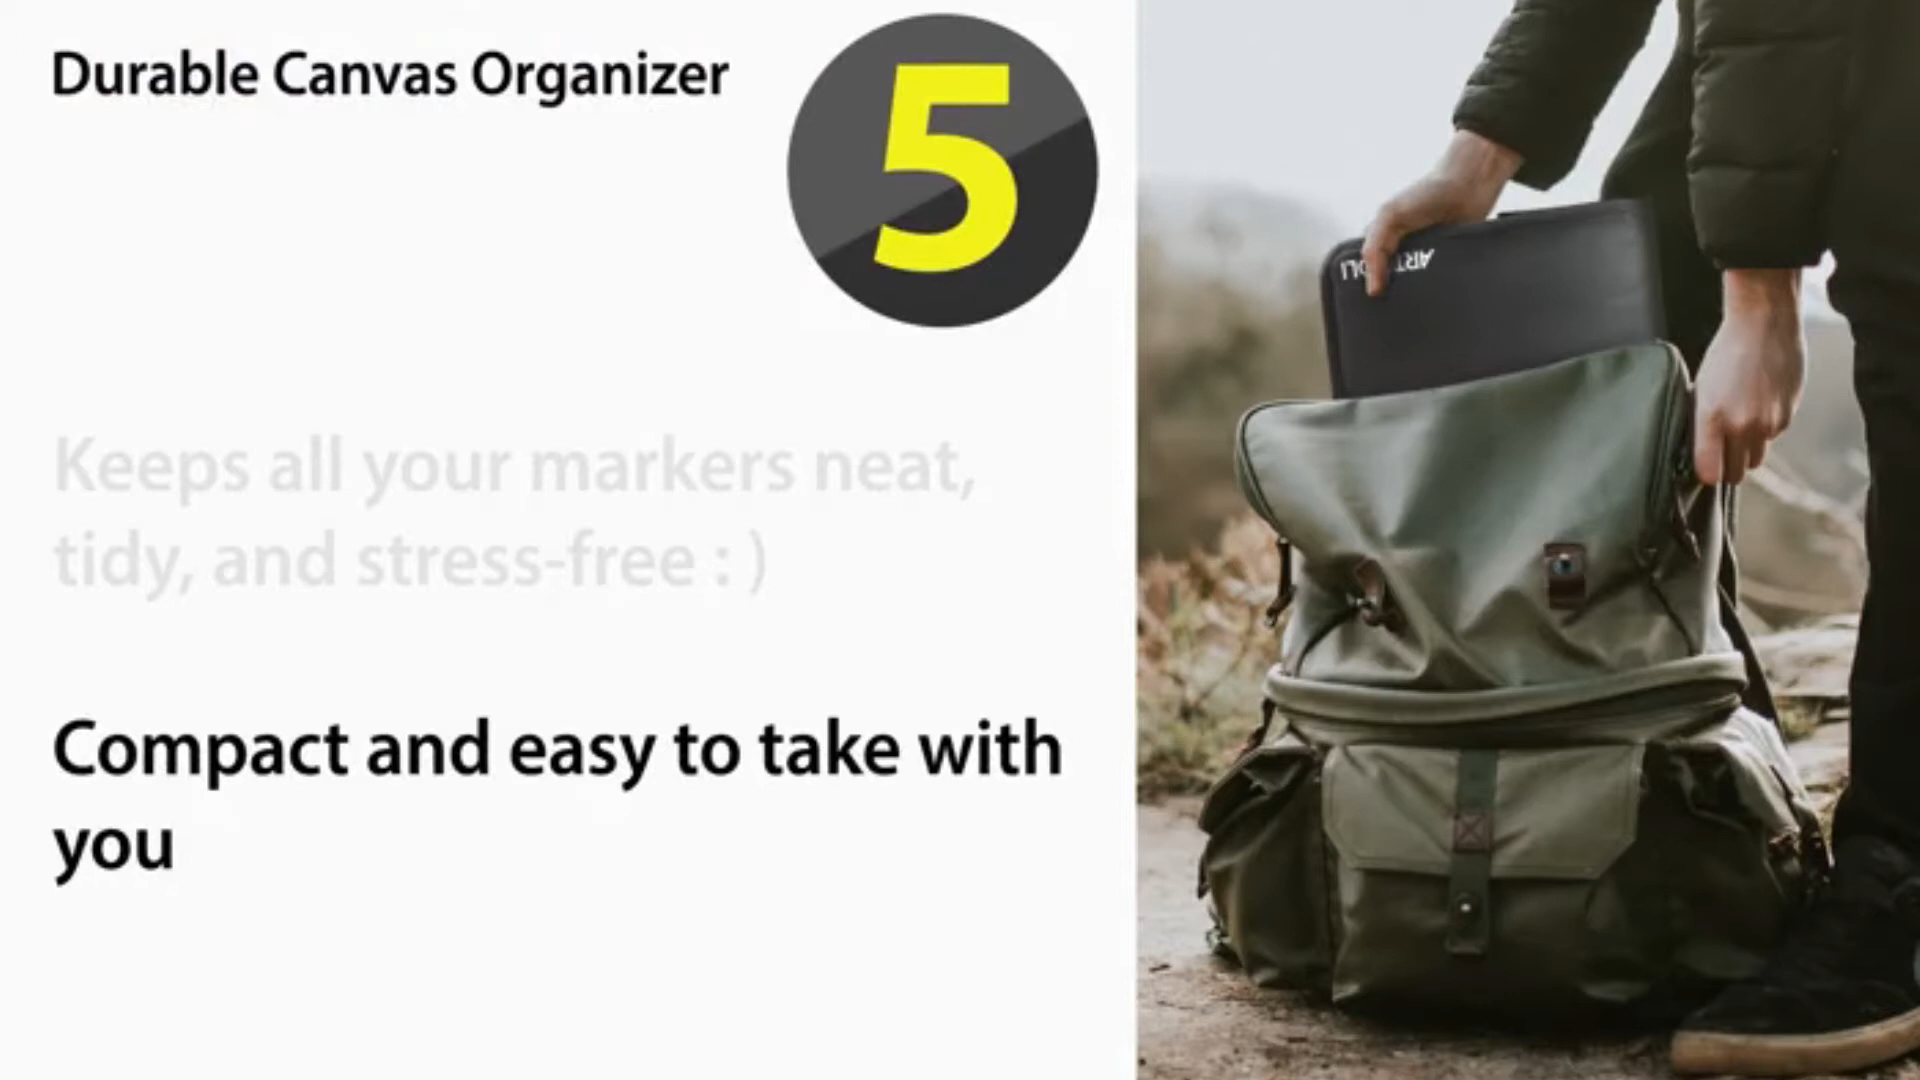 Durable Canvas Organizer
5
Keeps all your markers neat,
tidy, and stress-free : )
Compact and easy to take with
you